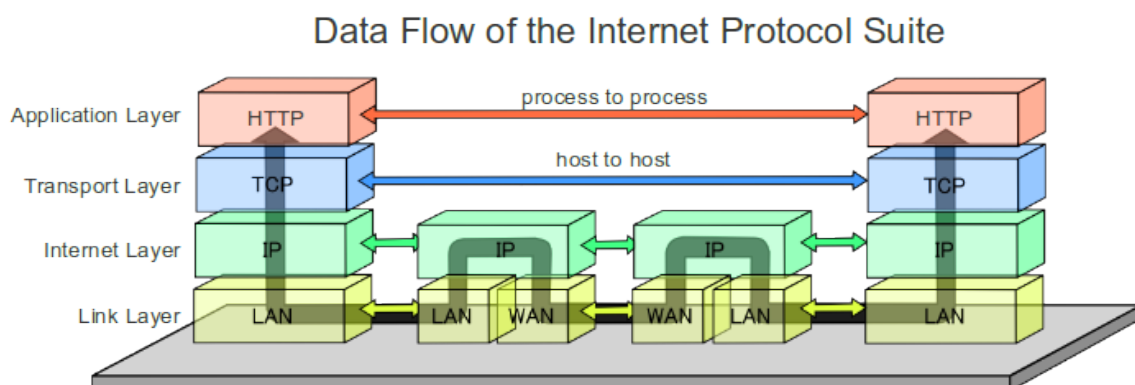 Data Flow of the Internet Protocol Suite
Application Layer HTTP process to process HTTP
Transport Layer TCP host to host TCP
Internet Layer IP IP IP IP
Link Layer LAN LAN WAN WAN LAN LAN